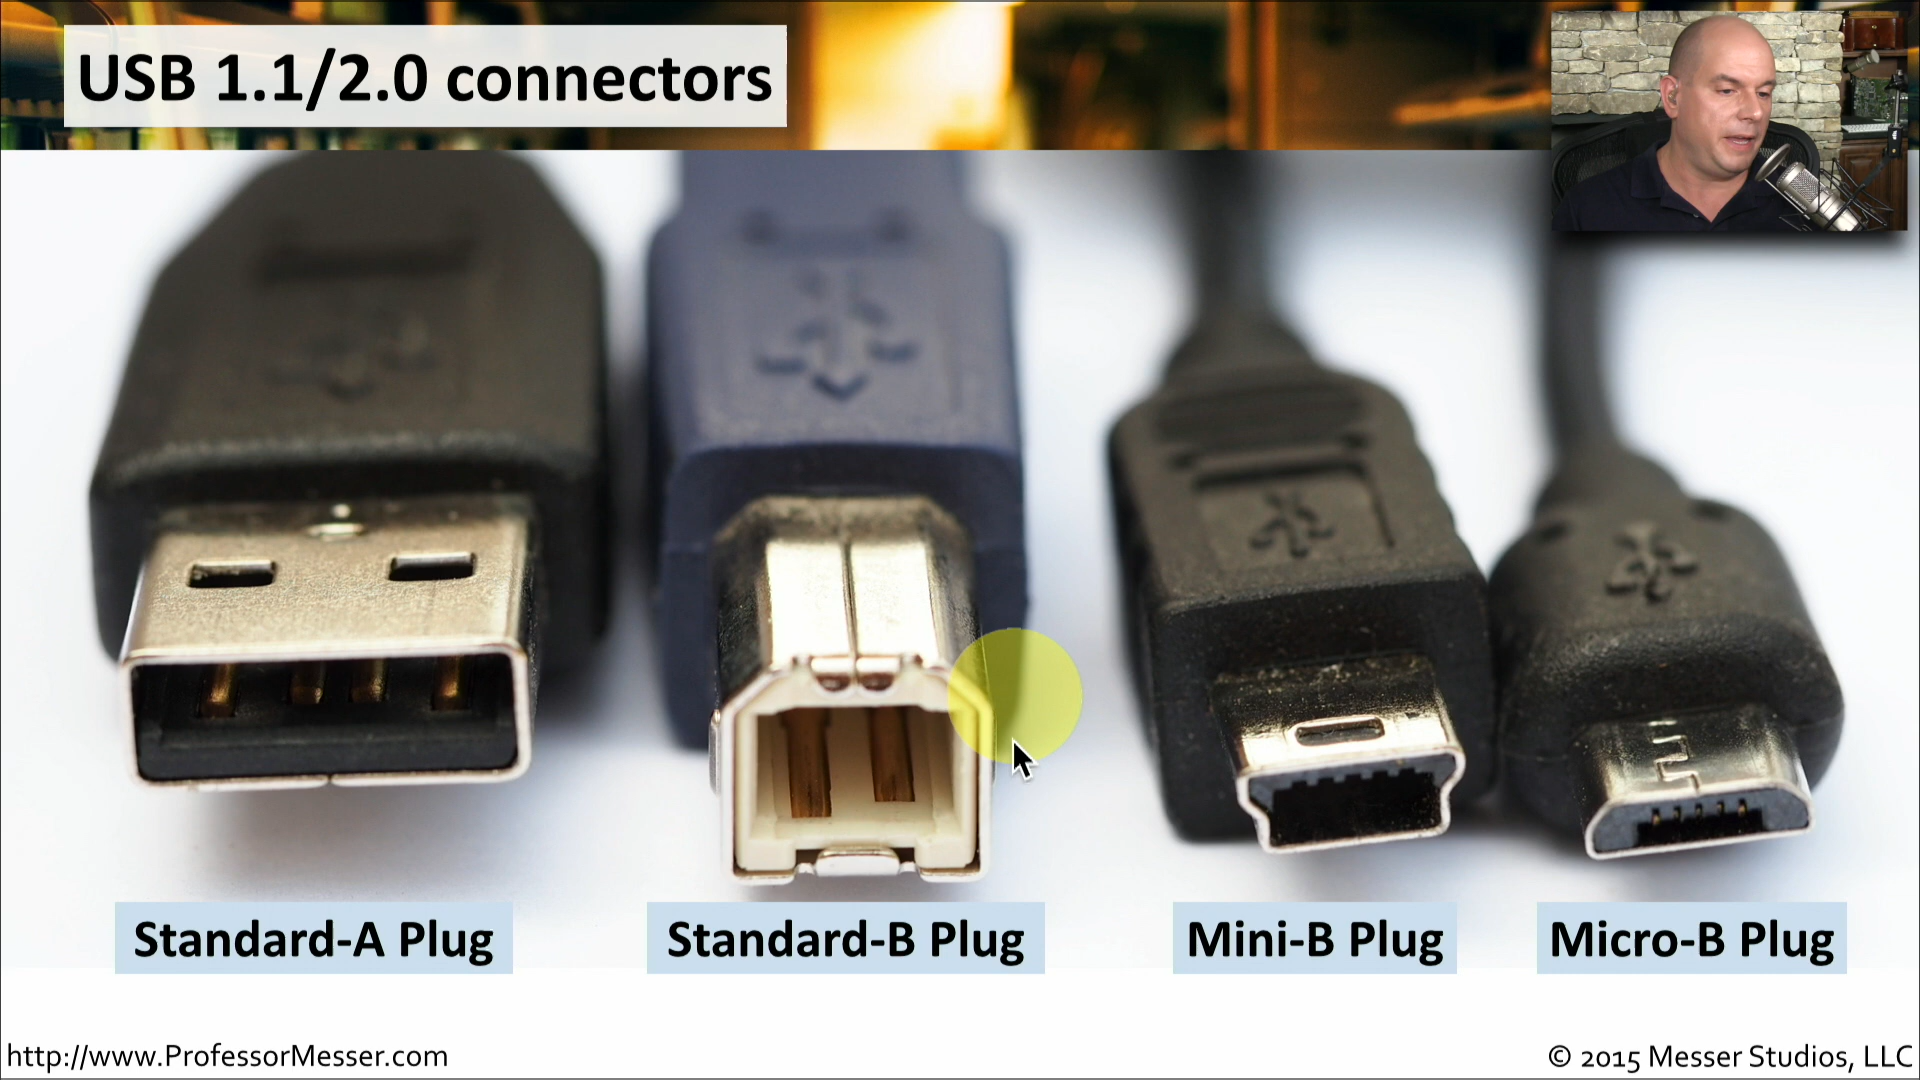 USB 1.1/2.0 connectors
Standard-A Plug
Standard-B Plug
Mini-B Plug
Micro-B Plug
http://www.ProfessorMesser.com
© 2015 Messer Studios, LLC